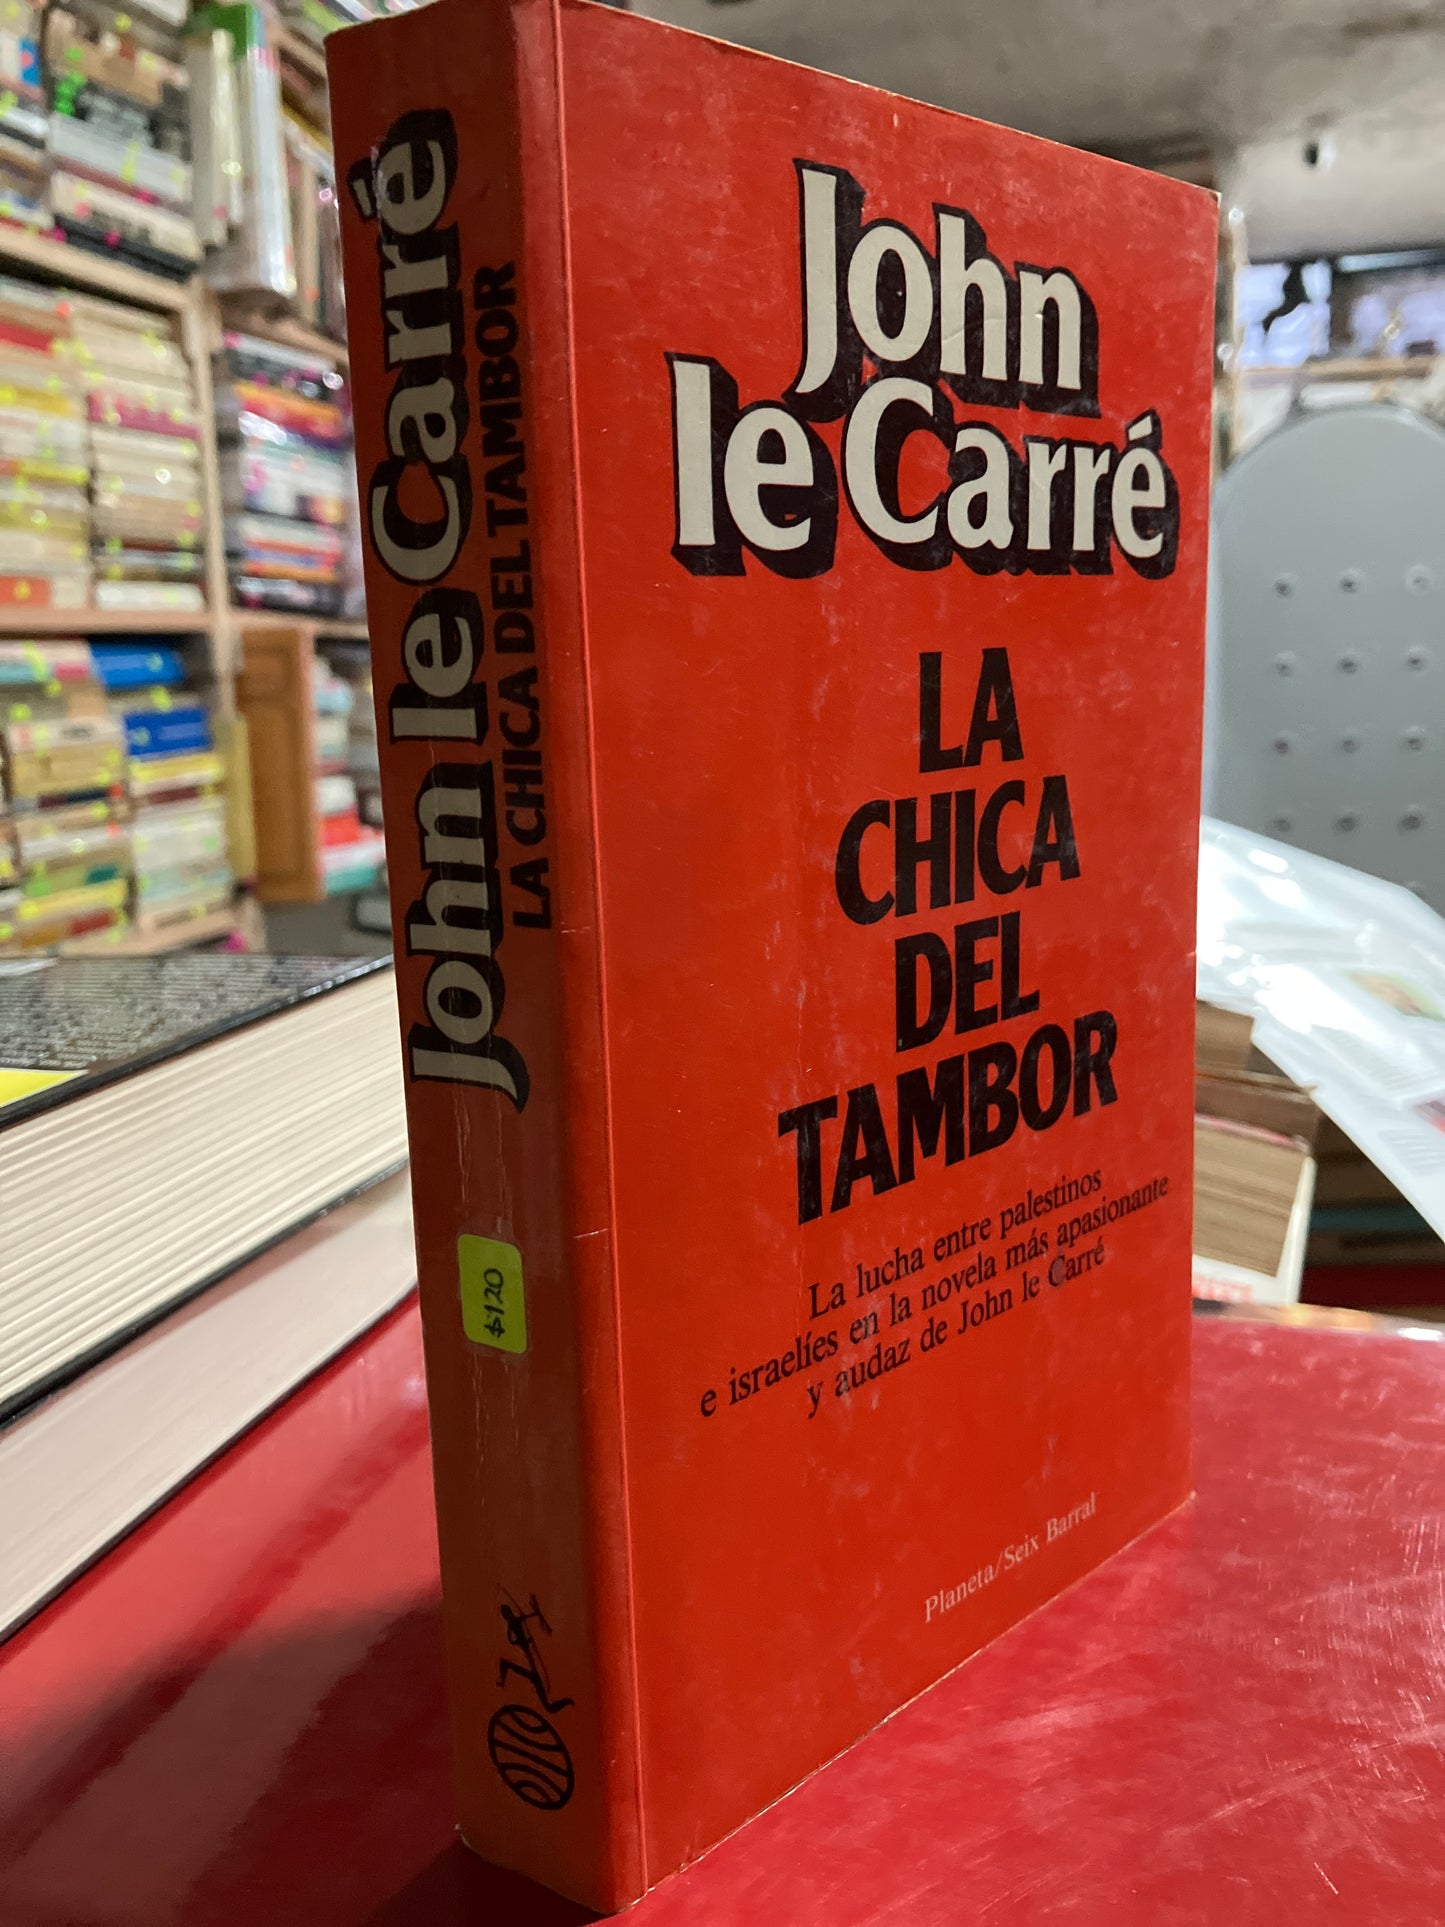 John le Carré
LA CHICA DEL TAMBOR
$120
John
le Carré
LA
CHICA
DEL
TAMBOR
La lucha entre palestinos
e israelíes en la novela más apasionante
y audaz de John le Carré
Planeta/Seix Barral